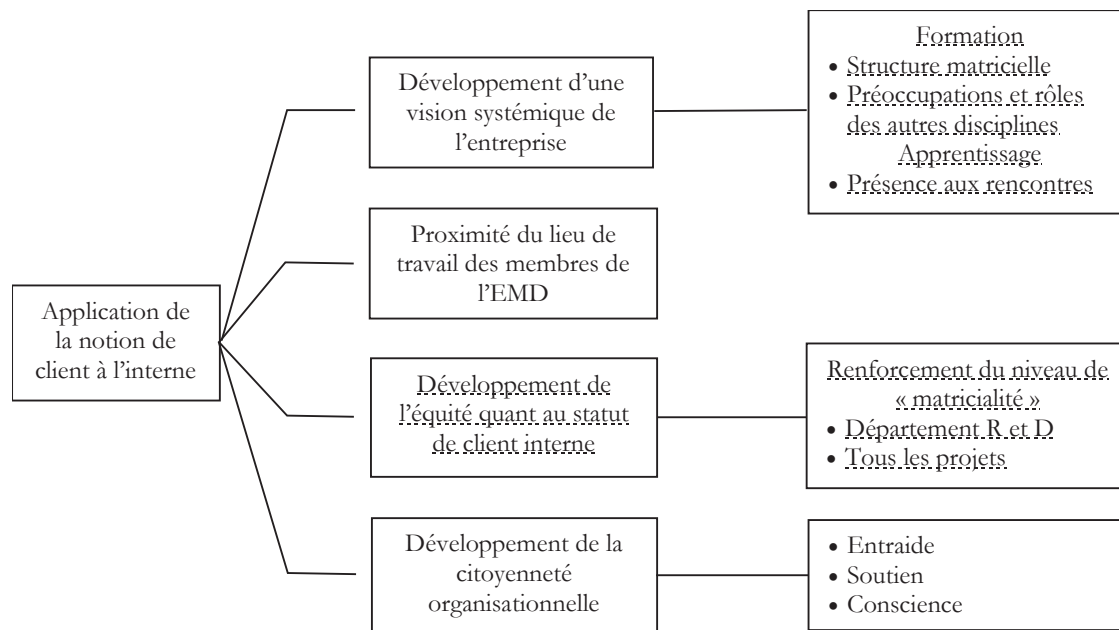 Application de
la notion de
client à l’interne
Développement d’une
vision systémique de
l’entreprise
Formation
• Structure matricielle
• Préoccupations et rôles
des autres disciplines
Apprentissage
• Présence aux rencontres
Proximité du lieu de
travail des membres de
l’EMD
Développement de
l’équité quant au statut
de client interne
Renforcement du niveau de
« matricialité »
• Département R et D
• Tous les projets
Développement de la
citoyenneté
organisationnelle
• Entraide
• Soutien
• Conscience